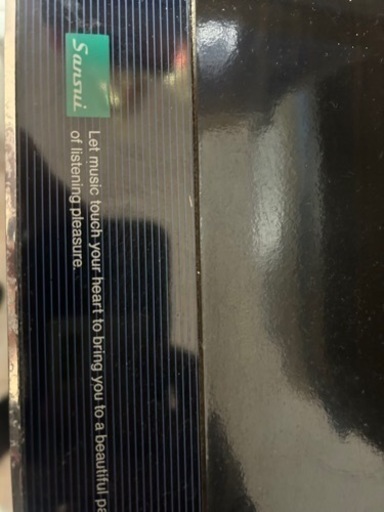 Sansui
Let music touch your heart to bring you to a beautiful pa
of listening pleasure.